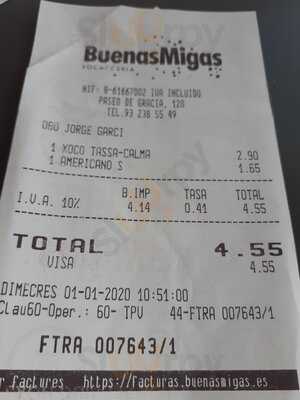 BuenasMigas
FOCACCERIA
NIF: B-61667002 IVA INCLUIDO
PASEO DE GRACIA, 120
TEL.93 238 55 49
080 JORGE GARCI
1 XOCO TASSA-CALMA 2.90
1 AMERICANO S 1.65
B.IMP TASA TOTAL
I.V.A. 10% 4.14 0.41 4.55
TOTAL 4.55
VISA 4.55
DIMECRES 01-01-2020 10:51:00
CLau60-Oper.: 60- TPV 44-FTRA 007643/1
FTRA 007643/1
r factures https://facturas.buenasmigas.es